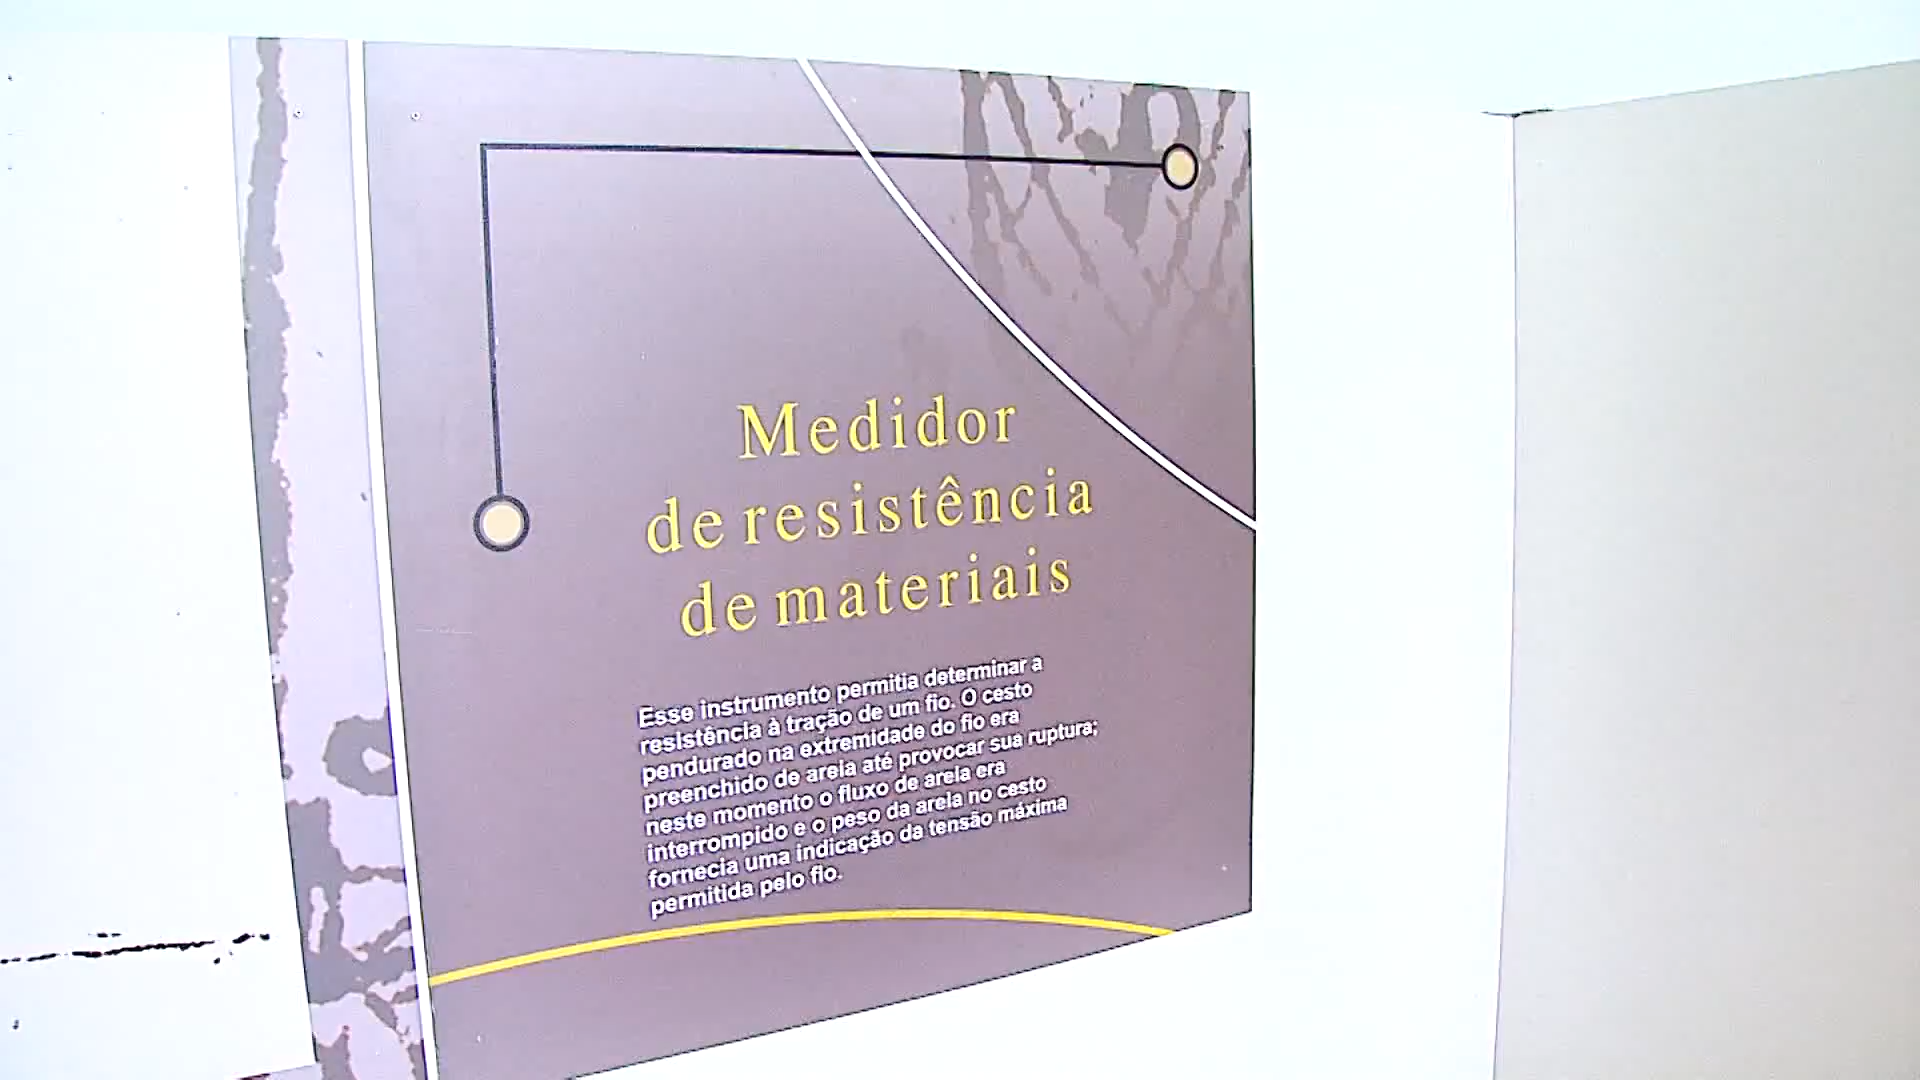 Medidor
de resistência
de materiais
Esse instrumento permitia determinar a
resistência à tração de um fio. O cesto
pendurado na extremidade do fio era
preenchido de areia até provocar sua ruptura;
neste momento o fluxo de areia era
interrompido e o peso da areia no cesto
fornecia uma indicação da tensão máxima
permitida pelo fio.